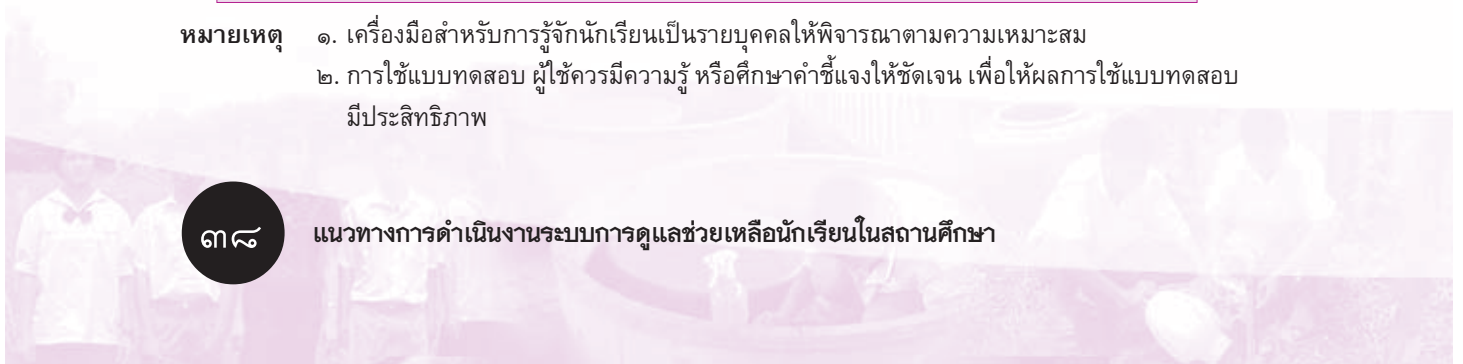 หมายเหตุ ๑. เครื่องมือสำหรับการรู้จักนักเรียนเป็นรายบุคคลให้พิจารณาตามความเหมาะสม
๒. การใช้แบบทดสอบ ผู้ใช้ควรมีความรู้ หรือศึกษาคำชี้แจงให้ชัดเจน เพื่อให้ผลการใช้แบบทดสอบ
มีประสิทธิภาพ
๓๘ แนวทางการดำเนินงานระบบการดูแลช่วยเหลือนักเรียนในสถานศึกษา